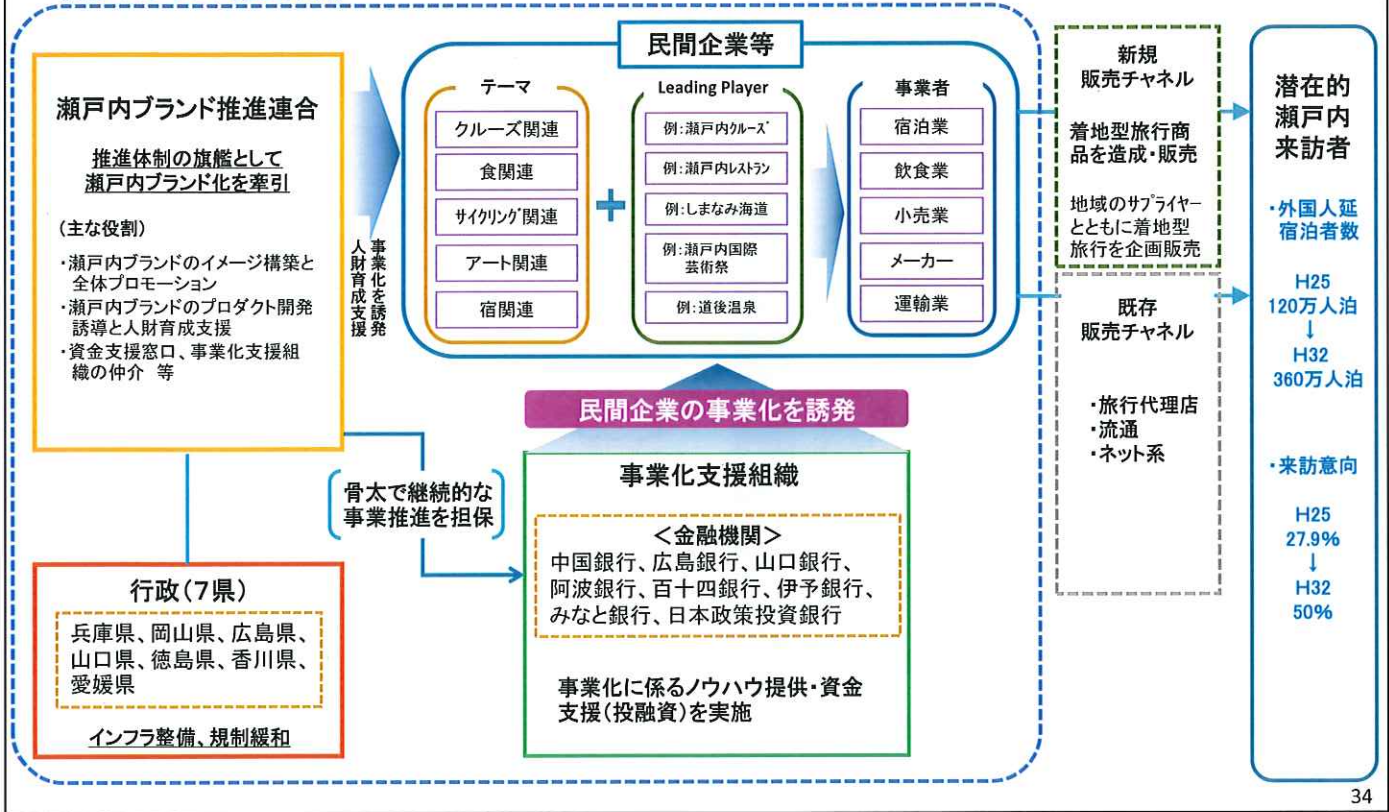 瀬戸内ブランド推進連合
推進体制の旗艦として
瀬戸内ブランド化を牽引
(主な役割)
・瀬戸内ブランドのイメージ構築と
全体プロモーション
・瀬戸内ブランドのプロダクト開発
誘導と人財育成支援
・資金支援窓口、事業化支援組
織の仲介 等
事業化を誘発
人財育成支援
民間企業等
テーマ
クルーズ関連
食関連
サイクリング関連
アート関連
宿関連
+
Leading Player
例:瀬戸内クルーズ
例:瀬戸内レストラン
例:しまなみ海道
例:瀬戸内国際
芸術祭
例:道後温泉
事業者
宿泊業
飲食業
小売業
メーカー
運輸業
民間企業の事業化を誘発
骨太で継続的な
事業推進を担保
事業化支援組織
<金融機関>
中国銀行、広島銀行、山口銀行、
阿波銀行、百十四銀行、伊予銀行、
みなと銀行、日本政策投資銀行
事業化に係るノウハウ提供・資金
支援(投融資)を実施
行政(7県)
兵庫県、岡山県、広島県、
山口県、徳島県、香川県、
愛媛県
インフラ整備、規制緩和
新規
販売チャネル
着地型旅行商
品を造成・販売
地域のサプライヤー
とともに着地型
旅行を企画販売
既存
販売チャネル
・旅行代理店
・流通
・ネット系
潜在的
瀬戸内
来訪者
・外国人延
宿泊者数
H25
120万人泊
↓
H32
360万人泊
・来訪意向
H25
27.9%
↓
H32
50%
34